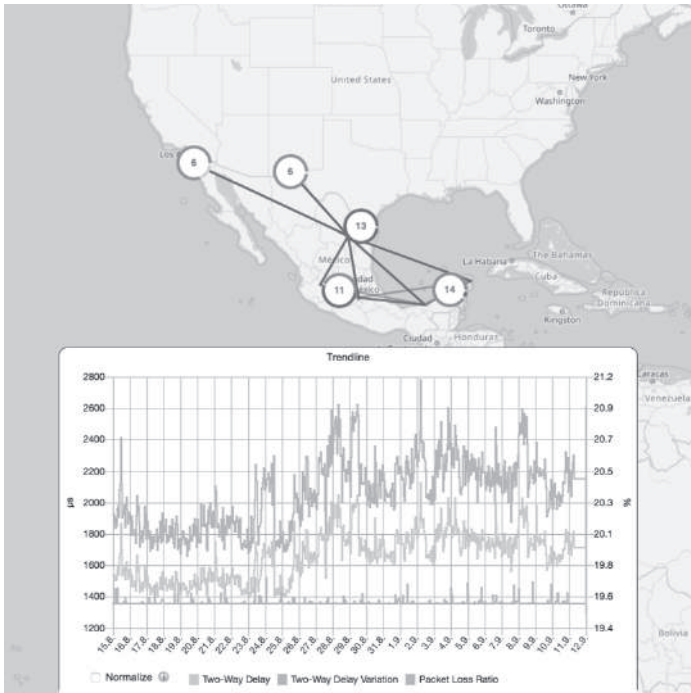 Ottawa
Toronto
New York
United States
Washington
Los
6
6
13
México
Ciudad
11
14
La Habana
The Bahamas
Cuba
República
Dominicana
Kingston
Ciudad
Honduras
Caracas
Venezuela
Bolivia
Trendline
2800
2600
2400
2200
2000
1800
1600
1400
1200
µs
21.2
20.9
20.7
20.5
20.3
20.1
19.8
19.6
19.4
%
15.8. 16.8. 17.8. 18.8. 19.8. 20.8. 21.8. 22.8. 23.8. 24.8. 25.8. 26.8. 27.8. 28.8. 29.8. 30.8. 31.8. 1.9. 2.9. 3.9. 4.9. 5.9. 6.9. 7.9. 8.9. 9.9. 10.9. 11.9. 12.9.
Normalize
Two-Way Delay Two-Way Delay Variation Packet Loss Ratio